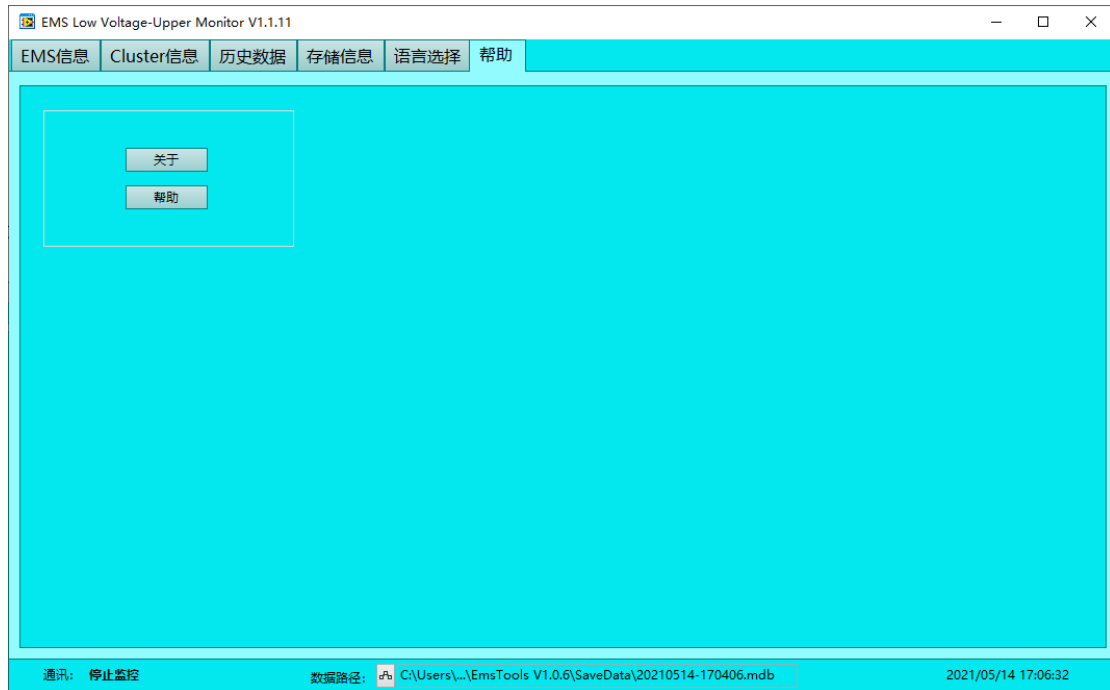 EMS Low Voltage-Upper Monitor V1.1.11
EMS信息 Cluster信息 历史数据 存储信息 语言选择 帮助
关于
帮助
通讯: 停止监控 数据路径: C:\Users\...\EmsTools V1.0.6\SaveData\20210514-170406.mdb 2021/05/14 17:06:32